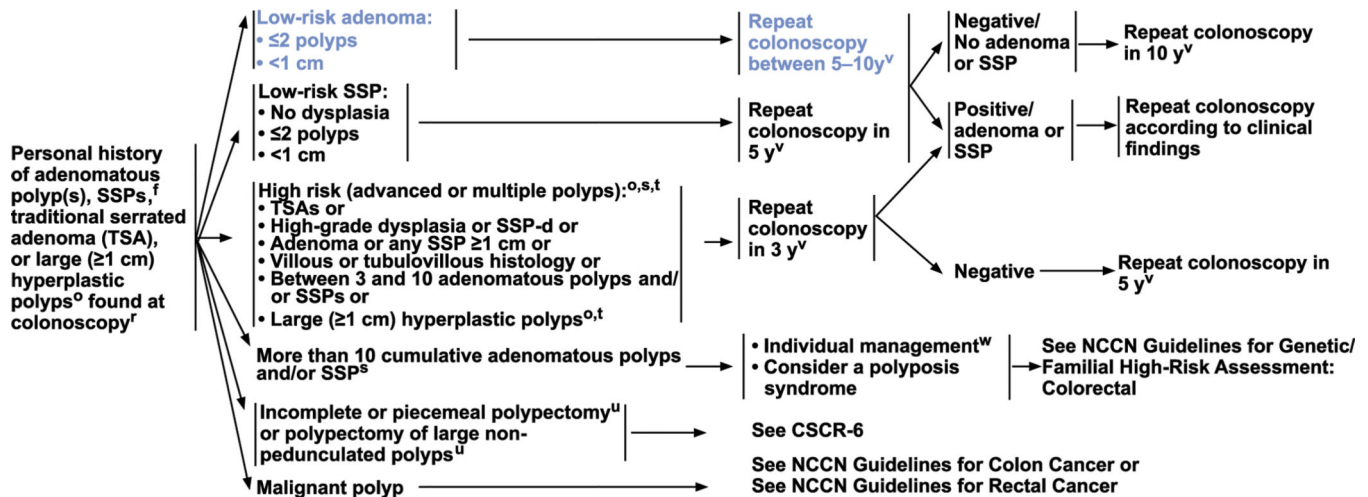 Personal history
of adenomatous
polyp(s), SSPs,f
traditional serrated
adenoma (TSA),
or large (≥1 cm)
hyperplastic
polypso found at
colonoscopyr
Low-risk adenoma:
• ≤2 polyps
• <1 cm
Repeat
colonoscopy
between 5–10yv
Low-risk SSP:
• No dysplasia
• ≤2 polyps
• <1 cm
Repeat
colonoscopy in
5 yv
Negative/
No adenoma
or SSP
Repeat colonoscopy
in 10 yv
Positive/
adenoma or
SSP
Repeat colonoscopy
according to clinical
findings
High risk (advanced or multiple polyps):o,s,t
• TSAs or
• High-grade dysplasia or SSP-d or
• Adenoma or any SSP ≥1 cm or
• Villous or tubulovillous histology or
• Between 3 and 10 adenomatous polyps and/
or SSPs or
• Large (≥1 cm) hyperplastic polypso,t
Repeat
colonoscopy
in 3 yv
Negative
Repeat colonoscopy in
5 yv
More than 10 cumulative adenomatous polyps
and/or SSPs
• Individual managementw
• Consider a polyposis
syndrome
See NCCN Guidelines for Genetic/
Familial High-Risk Assessment:
Colorectal
Incomplete or piecemeal polypectomyu
or polypectomy of large non-
pedunculated polypsu
See CSCR-6
Malignant polyp
See NCCN Guidelines for Colon Cancer or
See NCCN Guidelines for Rectal Cancer